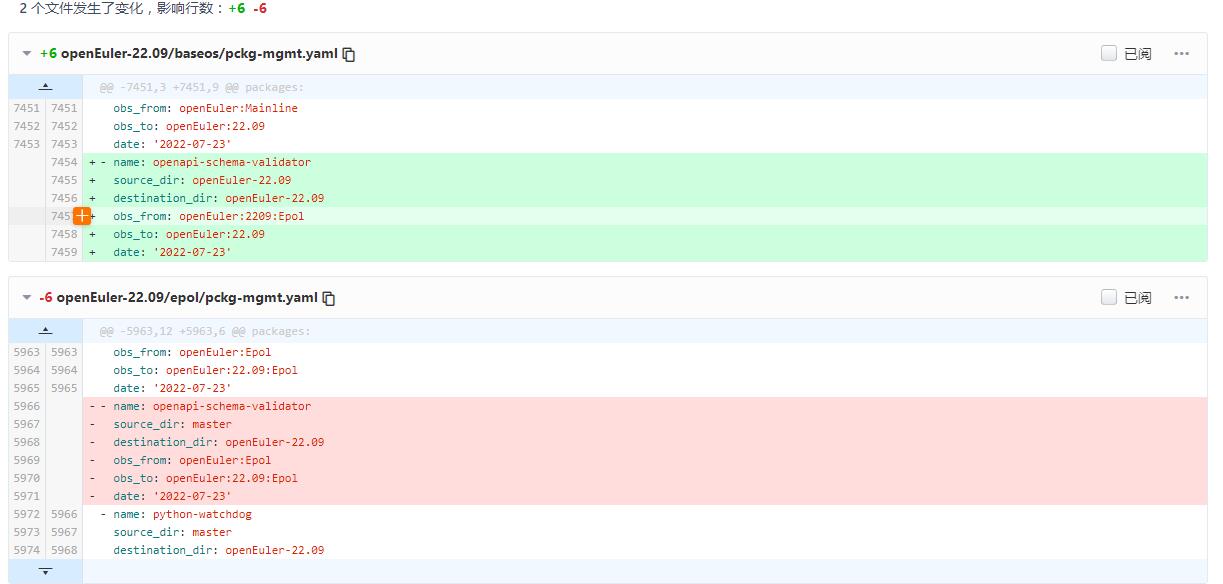 2 个文件发生了变化，影响行数：+6 -6
+6 openEuler-22.09/baseos/pckg-mgmt.yaml 已阅 ···
@@ -7451,3 +7451,9 @@ packages:
7451 7451 obs_from: openEuler:Mainline
7452 7452 obs_to: openEuler:22.09
7453 7453 date: '2022-07-23'
7454 + - name: openapi-schema-validator
7455 + source_dir: openEuler-22.09
7456 + destination_dir: openEuler-22.09
7457 + obs_from: openEuler:2209:Epol
7458 + obs_to: openEuler:22.09
7459 + date: '2022-07-23'
-6 openEuler-22.09/epol/pckg-mgmt.yaml 已阅 ···
@@ -5963,12 +5963,6 @@ packages:
5963 5963 obs_from: openEuler:Epol
5964 5964 obs_to: openEuler:22.09:Epol
5965 5965 date: '2022-07-23'
5966 - - name: openapi-schema-validator
5967 - source_dir: master
5968 - destination_dir: openEuler-22.09
5969 - obs_from: openEuler:Epol
5970 - obs_to: openEuler:22.09:Epol
5971 - date: '2022-07-23'
5972 5966 - name: python-watchdog
5973 5967 source_dir: master
5974 5968 destination_dir: openEuler-22.09